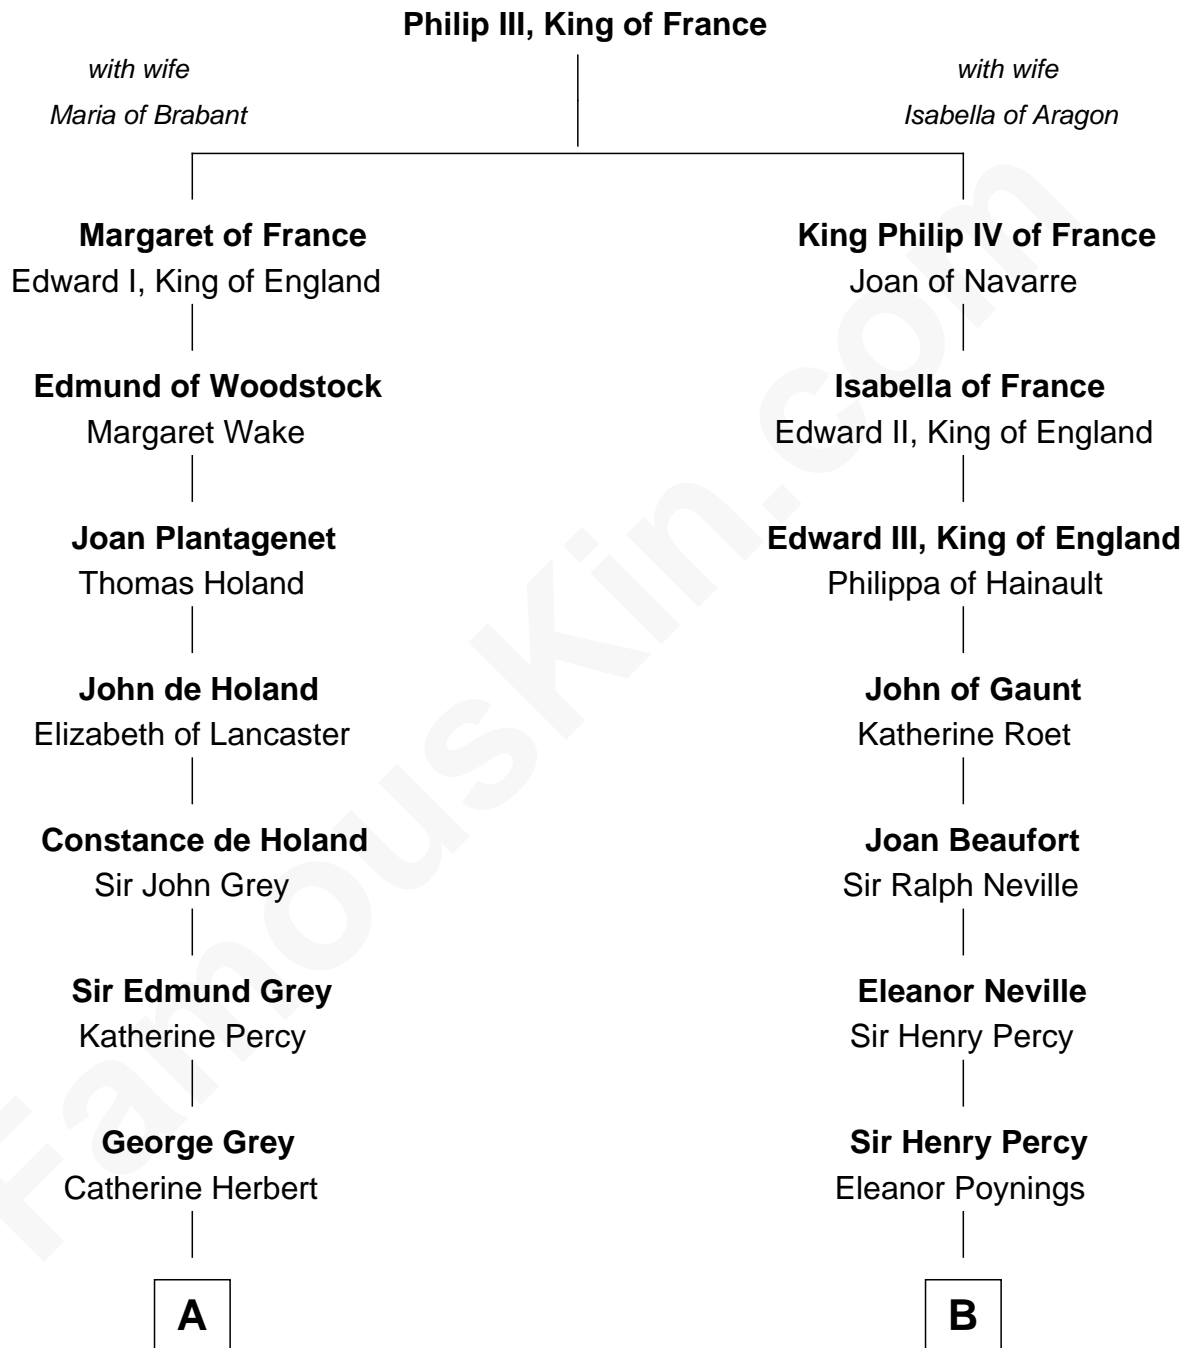 Philip III, King of France
with wife
Maria of Brabant
with wife
Isabella of Aragon
Margaret of France
Edward I, King of England
King Philip IV of France
Joan of Navarre
Edmund of Woodstock
Margaret Wake
Isabella of France
Edward II, King of England
Joan Plantagenet
Thomas Holand
Edward III, King of England
Philippa of Hainault
John de Holand
Elizabeth of Lancaster
John of Gaunt
Katherine Roet
Constance de Holand
Sir John Grey
Joan Beaufort
Sir Ralph Neville
Sir Edmund Grey
Katherine Percy
Eleanor Neville
Sir Henry Percy
George Grey
Catherine Herbert
Sir Henry Percy
Eleanor Poynings
A
B
FamousKin.com